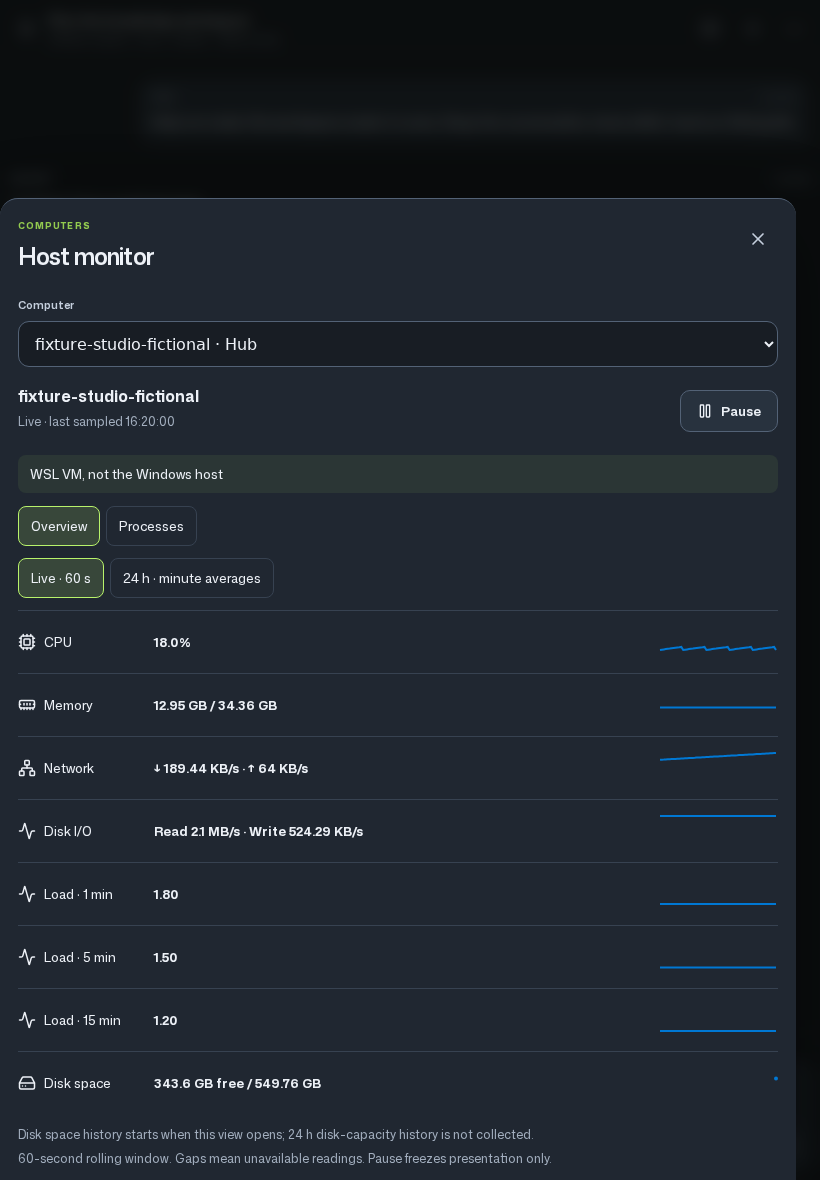 COMPUTERS
Host monitor
Computer
fixture-studio-fictional · Hub
fixture-studio-fictional
Live · last sampled 16:20:00
Pause
WSL VM, not the Windows host
Overview
Processes
Live · 60 s
24 h · minute averages
CPU 18.0%
Memory 12.95 GB / 34.36 GB
Network ↓ 189.44 KB/s · ↑ 64 KB/s
Disk I/O Read 2.1 MB/s · Write 524.29 KB/s
Load · 1 min 1.80
Load · 5 min 1.50
Load · 15 min 1.20
Disk space 343.6 GB free / 549.76 GB
Disk space history starts when this view opens; 24 h disk-capacity history is not collected.
60-second rolling window. Gaps mean unavailable readings. Pause freezes presentation only.